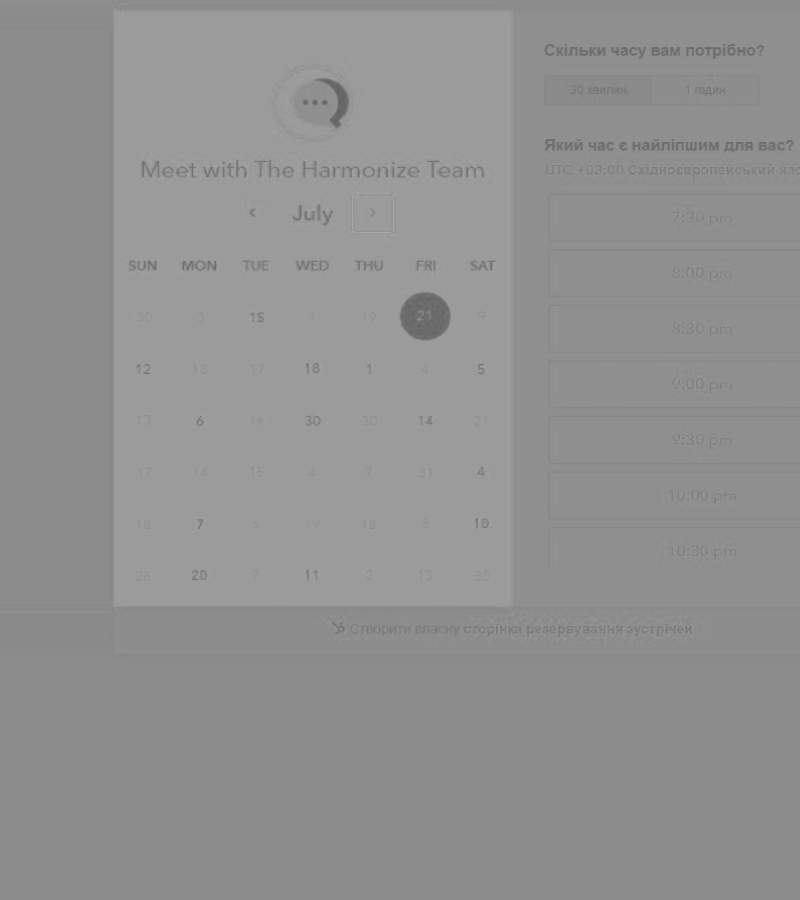 Meet with The Harmonize Team
July
SUN MON TUE WED THU FRI SAT
30 3 15 1 19 21 9
12 18 17 18 1 4 5
13 6 16 30 30 14 21
17 14 15 4 7 31 4
18 7 6 19 18 8 10
26 20 7 11 2 13 30
Скільки часу вам потрібно?
30 хвилин 1 годин
Який час є найліпшим для вас?
UTC +03:00 Східноєвропейський час
7:30 pm
8:00 pm
8:30 pm
9:00 pm
9:30 pm
10:00 pm
10:30 pm
Створити власну сторінка резервування зустрічей